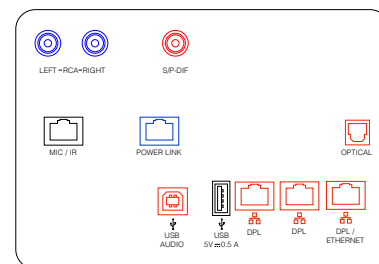 LEFT -RCA-RIGHT
S/P-DIF
MIC / IR
POWER LINK
OPTICAL
USB
AUDIO
USB
5V⎓0.5 A
DPL
DPL
DPL /
ETHERNET